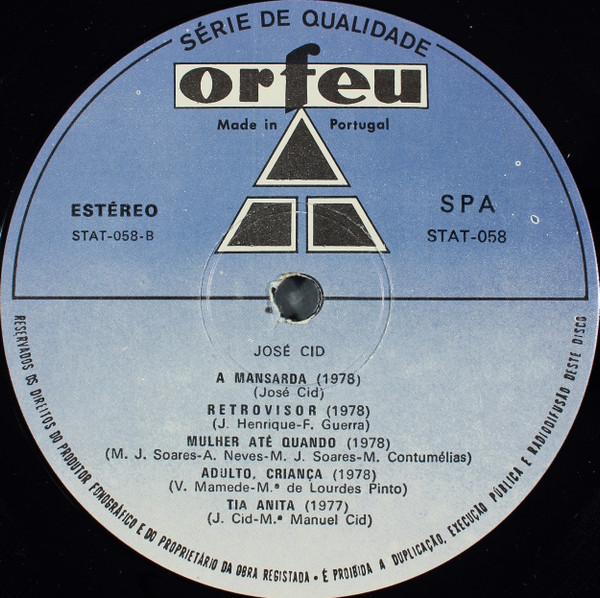 SÉRIE DE QUALIDADE
orfeu
Made in Portugal
ESTÉREO
STAT-058-B
SPA
STAT-058
JOSÉ CID
A MANSARDA (1978)
(José Cid)
RETROVISOR (1978)
(J. Henrique-F. Guerra)
MULHER ATÉ QUANDO (1978)
(M. J. Soares-A. Neves-M. J. Soares-M. Contumélias)
ADULTO, CRIANÇA (1978)
(V. Mamede-M.ª de Lourdes Pinto)
TIA ANITA (1977)
(J. Cid-M.ª Manuel Cid)
RESERVADOS OS DIREITOS DO PRODUTOR FONOGRÁFICO E DO PROPRIETÁRIO DA OBRA REGISTADA • É PROIBIDA A DUPLICAÇÃO, EXECUÇÃO PÚBLICA E RADIODIFUSÃO DESTE DISCO